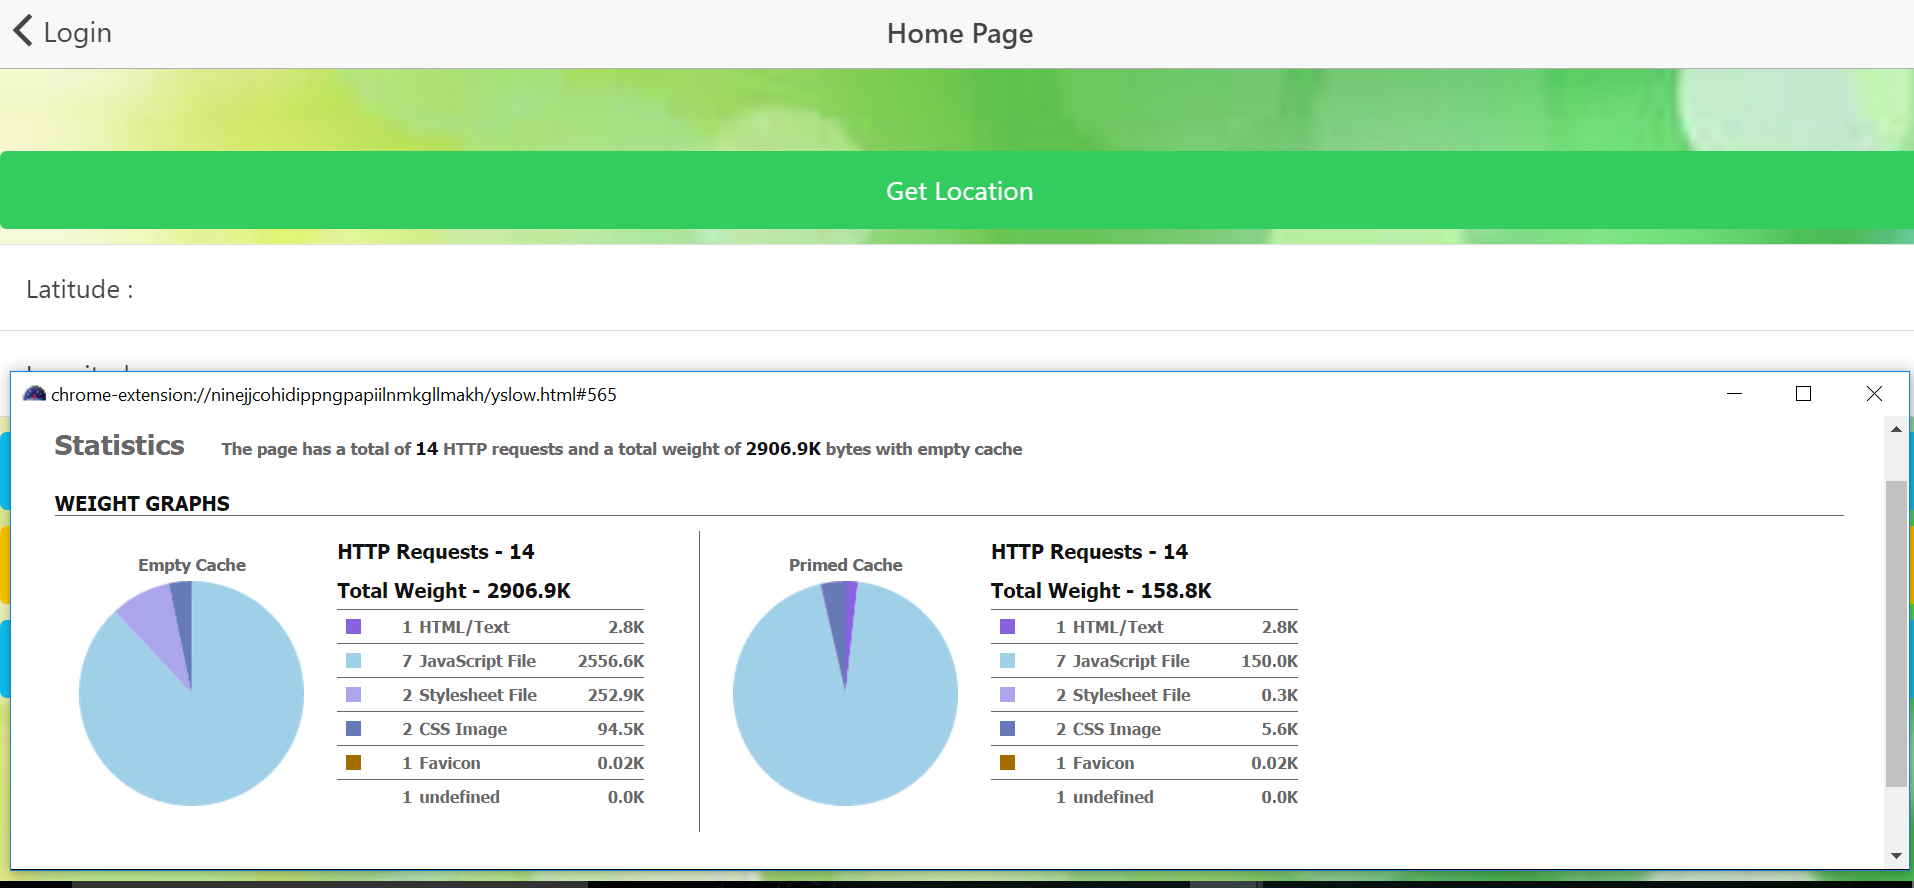 Login
Home Page
Get Location
Latitude :
chrome-extension://ninejjcohidippngpapiilnmkgllmakh/yslow.html#565
Statistics The page has a total of 14 HTTP requests and a total weight of 2906.9K bytes with empty cache
WEIGHT GRAPHS
Empty Cache
HTTP Requests - 14
Total Weight - 2906.9K
1 HTML/Text 2.8K
7 JavaScript File 2556.6K
2 Stylesheet File 252.9K
2 CSS Image 94.5K
1 Favicon 0.02K
1 undefined 0.0K
Primed Cache
HTTP Requests - 14
Total Weight - 158.8K
1 HTML/Text 2.8K
7 JavaScript File 150.0K
2 Stylesheet File 0.3K
2 CSS Image 5.6K
1 Favicon 0.02K
1 undefined 0.0K